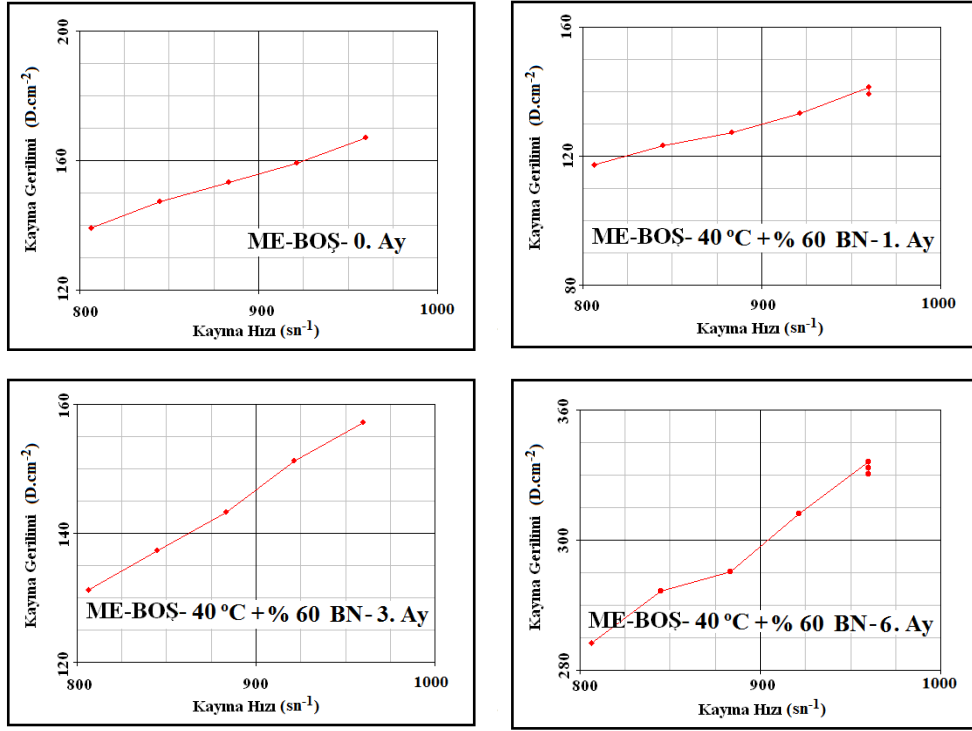 200
160
120
Kayma Gerilimi (D.cm-2)
ME-BOŞ- 0. Ay
800
900
1000
Kayma Hızı (sn-1)
160
120
80
Kayma Gerilimi (D.cm-2)
ME-BOŞ- 40 ºC +% 60 BN- 1. Ay
800
900
1000
Kayma Hızı (sn-1)
160
140
120
Kayma Gerilimi (D.cm-2)
ME-BOŞ- 40 ºC +% 60 BN- 3. Ay
800
900
1000
Kayma Hızı (sn-1)
360
300
280
Kayma Gerilimi (D.cm-2)
ME-BOŞ- 40 ºC +% 60 BN- 6. Ay
800
900
1000
Kayma Hızı (sn-1)